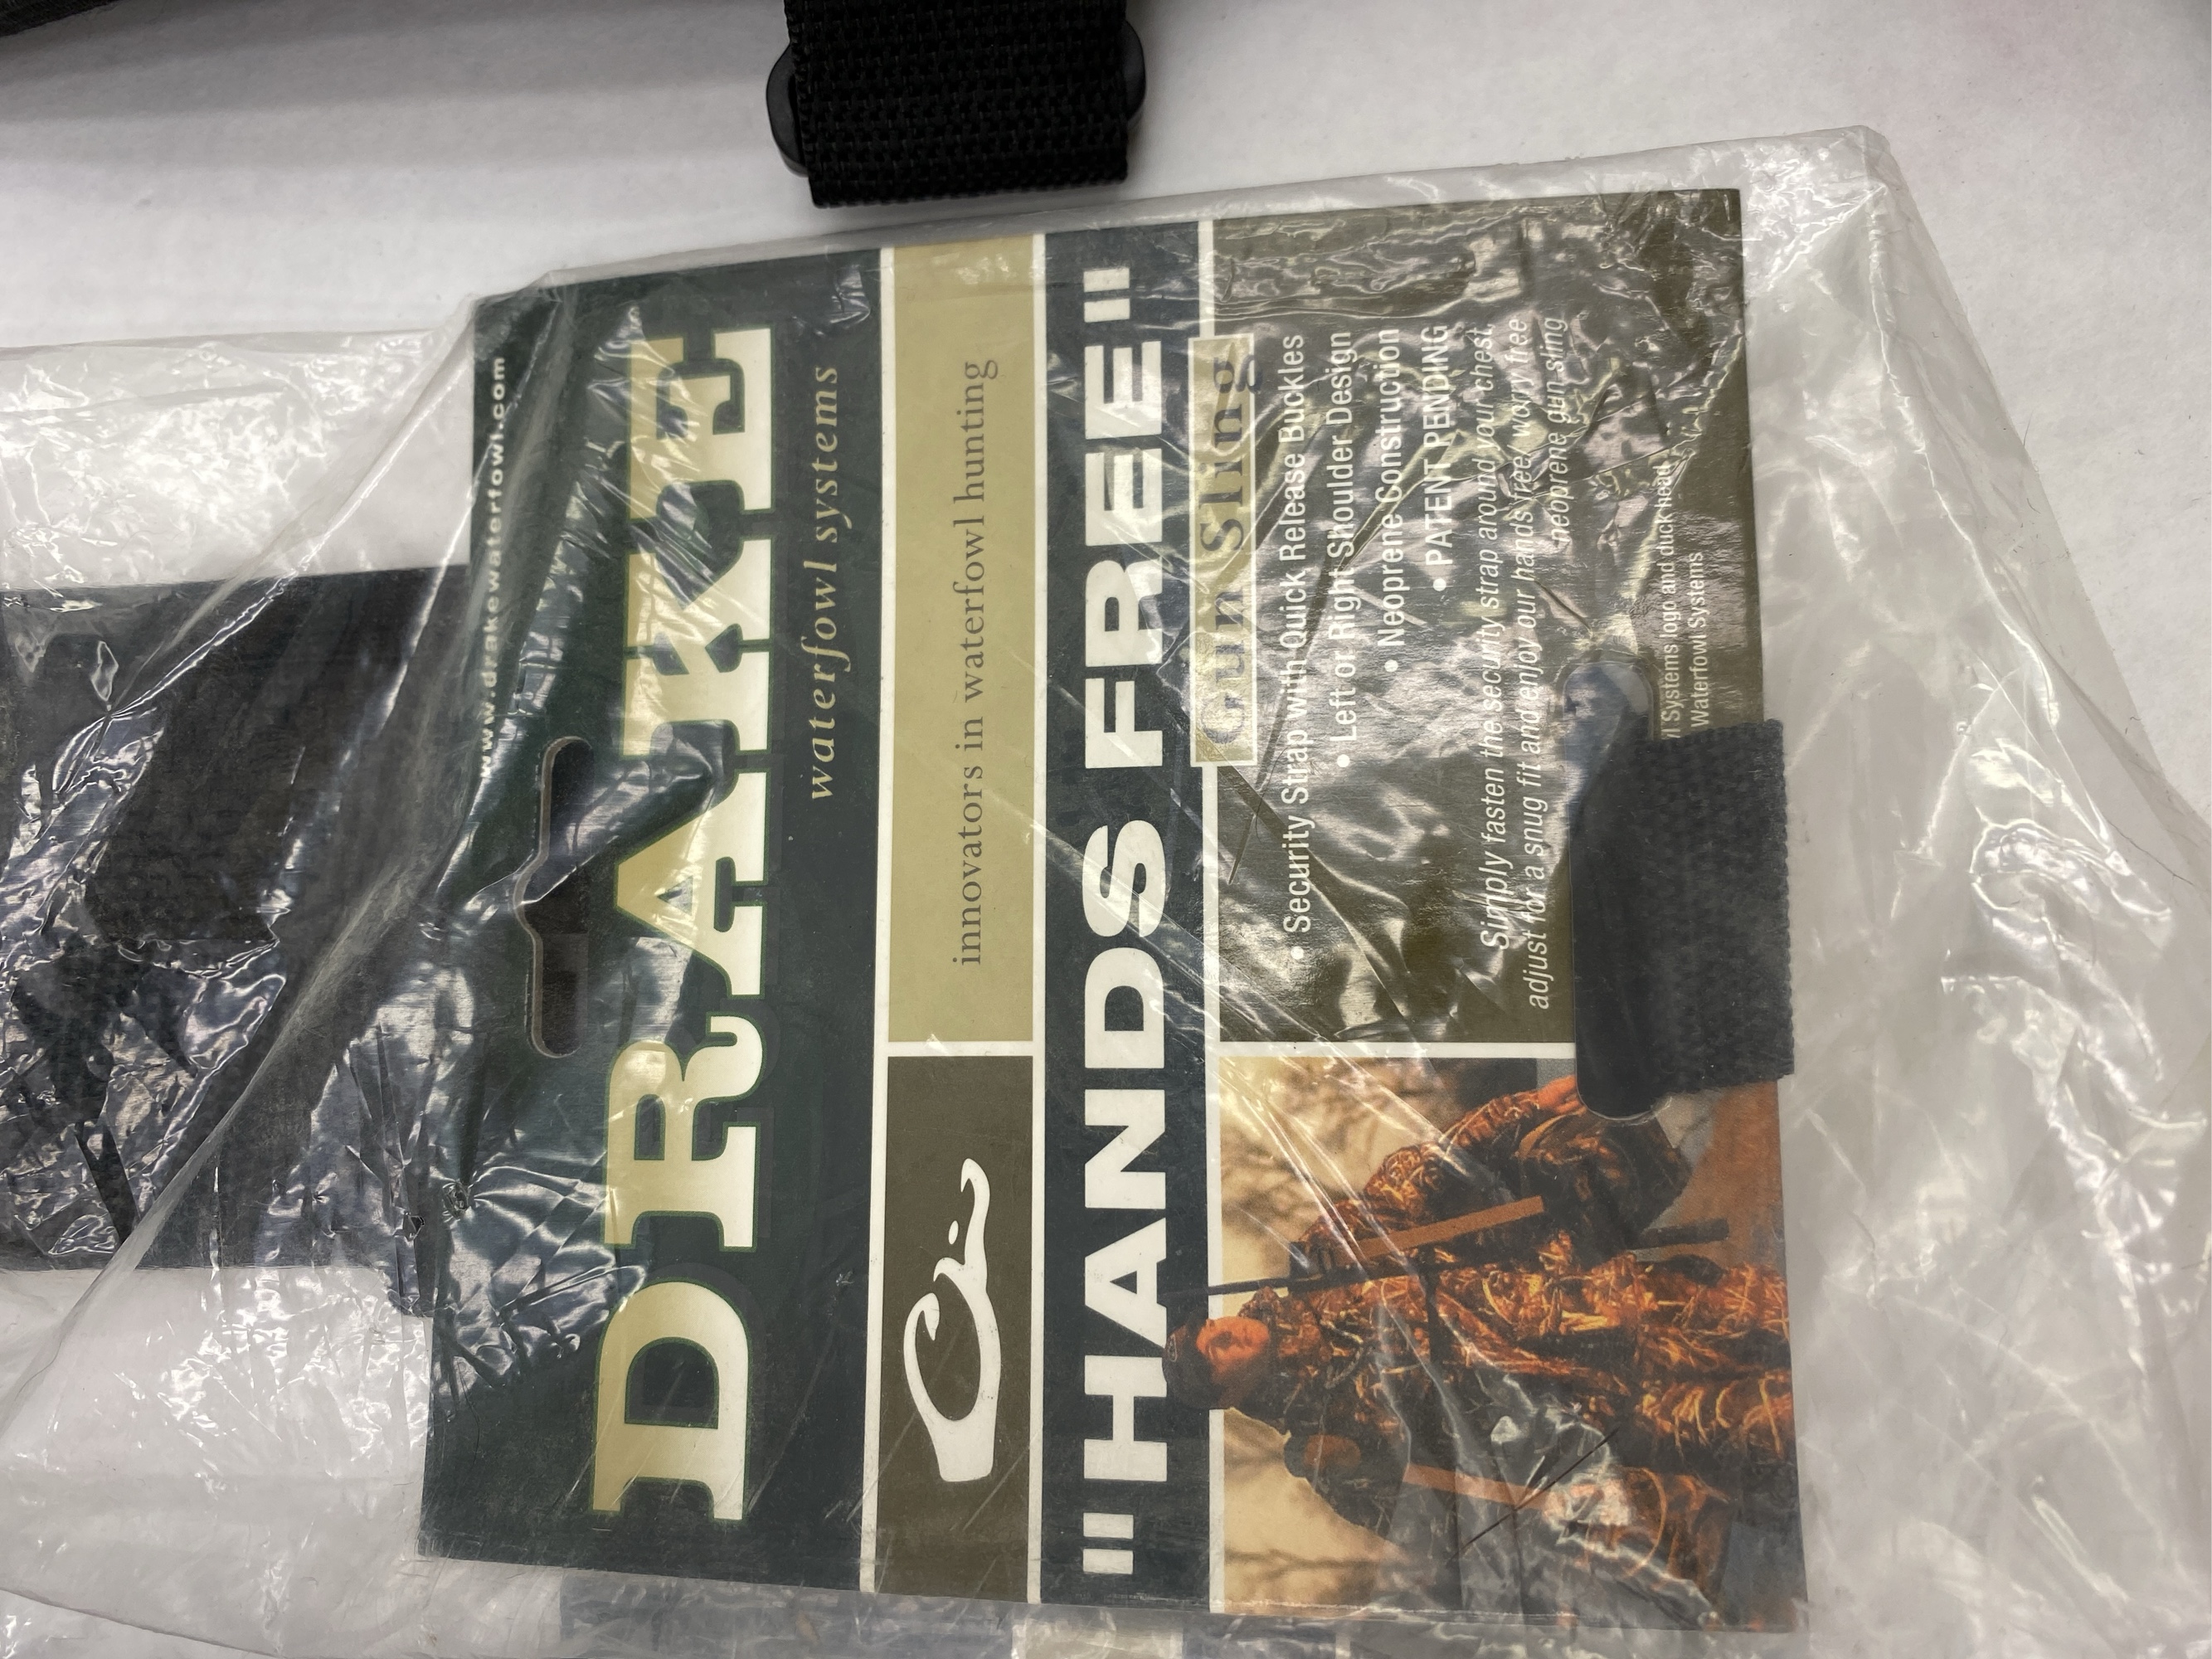 www.drakewaterfowl.com
DRAKE
waterfowl systems
innovators in waterfowl hunting
"HANDS FREE"
Gun Sling
• Security Strap with Quick Release Buckles
• Left or Right Shoulder Design
• Neoprene Construction
• PATENT PENDING
Simply fasten the security strap around your chest,
adjust for a snug fit and enjoy our hands free, worry free
neoprene gun sling
Systems logo and duck head
Waterfowl Systems